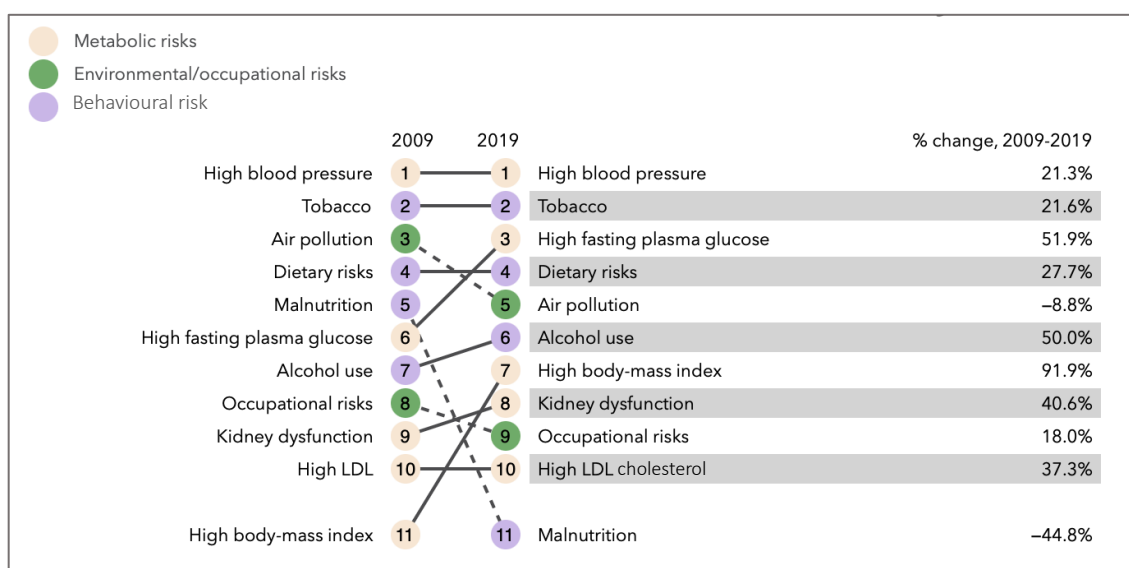 Metabolic risks
Environmental/occupational risks
Behavioural risk
2009 2019 % change, 2009-2019
High blood pressure 1 1 High blood pressure 21.3%
Tobacco 2 2 Tobacco 21.6%
Air pollution 3 3 High fasting plasma glucose 51.9%
Dietary risks 4 4 Dietary risks 27.7%
Malnutrition 5 5 Air pollution –8.8%
High fasting plasma glucose 6 6 Alcohol use 50.0%
Alcohol use 7 7 High body-mass index 91.9%
Occupational risks 8 8 Kidney dysfunction 40.6%
Kidney dysfunction 9 9 Occupational risks 18.0%
High LDL 10 10 High LDL cholesterol 37.3%
High body-mass index 11 11 Malnutrition –44.8%